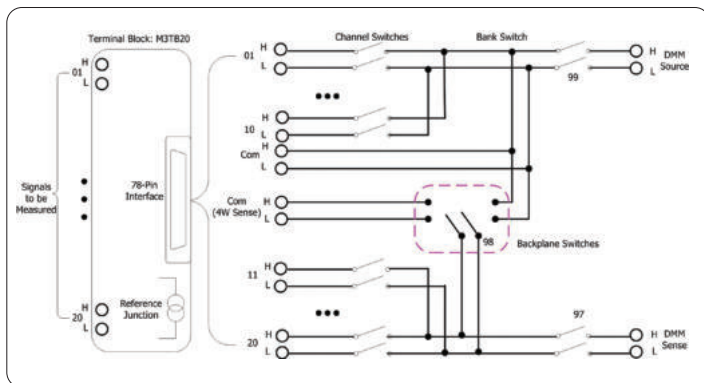 Terminal Block: M3TB20
H
01
L
Signals
to be
Measured
78-Pin
Interface
Reference
Junction
H
20
L
Channel Switches
Bank Switch
H
01
L
99
H
DMM
Source
L
H
10
L
H
Com
L
H
Com
(4W Sense)
L
98
Backplane Switches
H
11
L
97
H
20
L
H
DMM
Sense
L